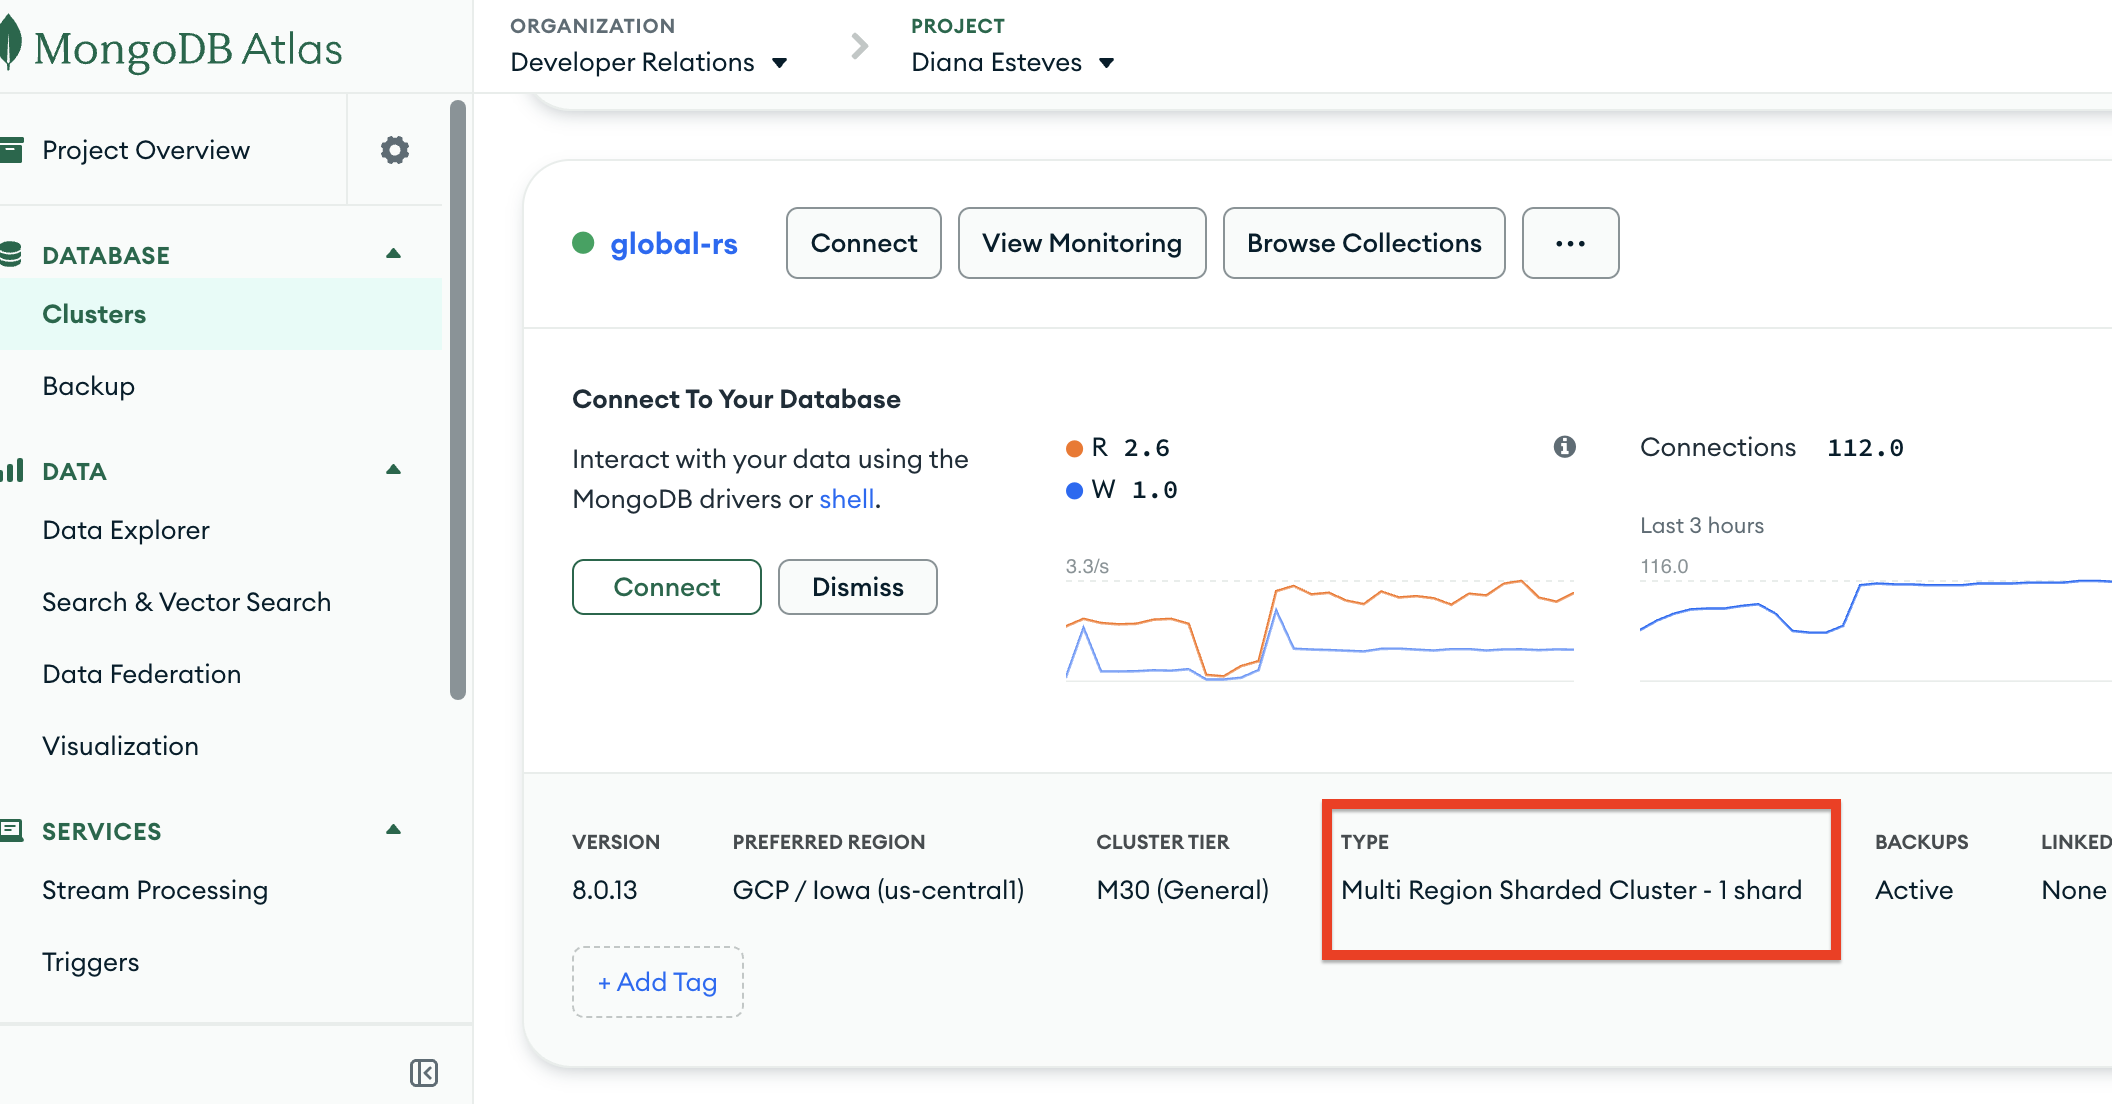 MongoDB Atlas
ORGANIZATION
Developer Relations
PROJECT
Diana Esteves
Project Overview
DATABASE
Clusters
Backup
DATA
Data Explorer
Search & Vector Search
Data Federation
Visualization
SERVICES
Stream Processing
Triggers
global-rs
Connect
View Monitoring
Browse Collections
...
Connect To Your Database
Interact with your data using the
MongoDB drivers or shell.
Connect
Dismiss
R 2.6
W 1.0
3.3/s
Connections 112.0
Last 3 hours
116.0
VERSION
8.0.13
PREFERRED REGION
GCP / Iowa (us-central1)
CLUSTER TIER
M30 (General)
TYPE
Multi Region Sharded Cluster - 1 shard
BACKUPS
Active
LINKED
None
+ Add Tag